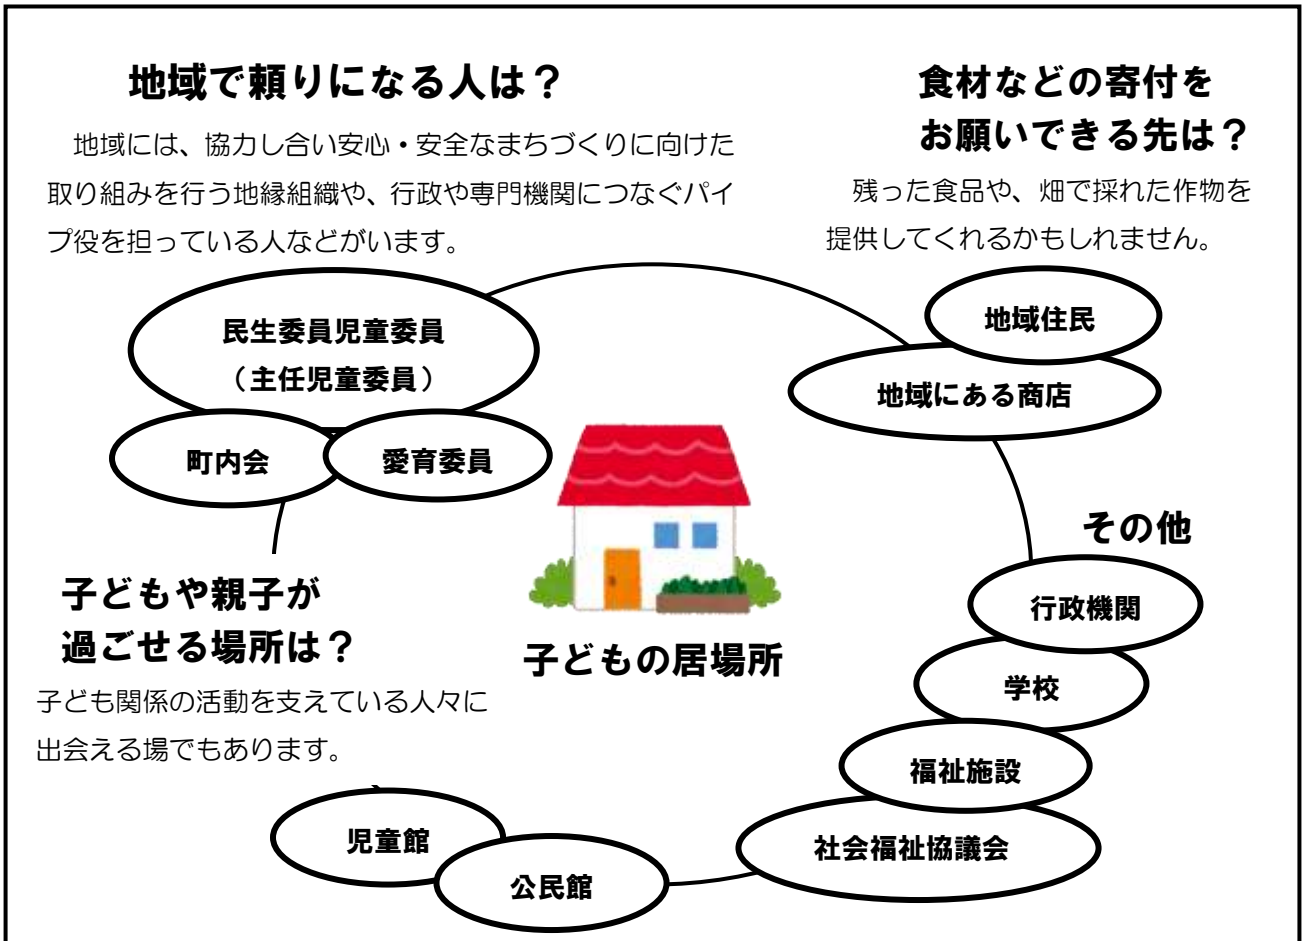 地域で頼りになる人は？
地域には、協力し合い安心・安全なまちづくりに向けた
取り組みを行う地縁組織や、行政や専門機関につなぐパイ
プ役を担っている人などがいます。
食材などの寄付を
お願いできる先は？
残った食品や、畑で採れた作物を
提供してくれるかもしれません。
民生委員児童委員
（主任児童委員）
町内会
愛育委員
地域住民
地域にある商店
その他
行政機関
学校
福祉施設
社会福祉協議会
子どもの居場所
子どもや親子が
過ごせる場所は？
子ども関係の活動を支えている人々に
出会える場でもあります。
児童館
公民館